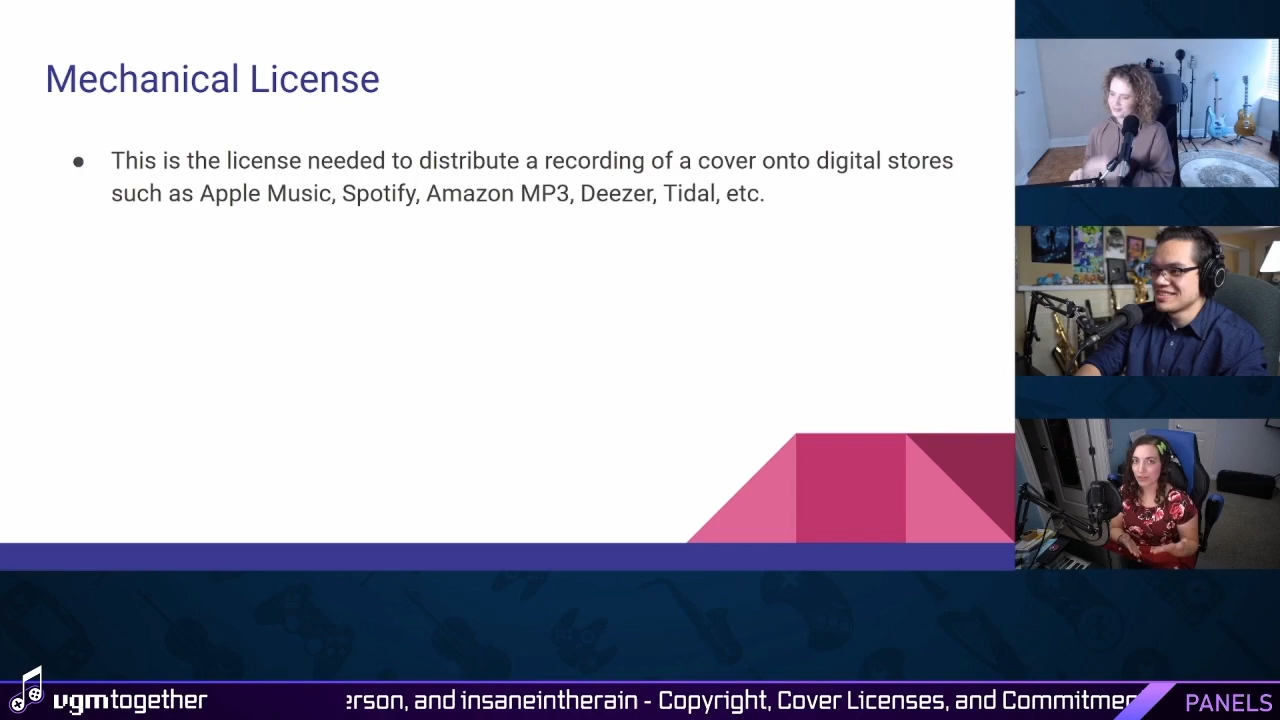 Mechanical License
● This is the license needed to distribute a recording of a cover onto digital stores
such as Apple Music, Spotify, Amazon MP3, Deezer, Tidal, etc.
vgmtogether
erson, and insaneintherain - Copyright, Cover Licenses, and Commitmen
PANELS